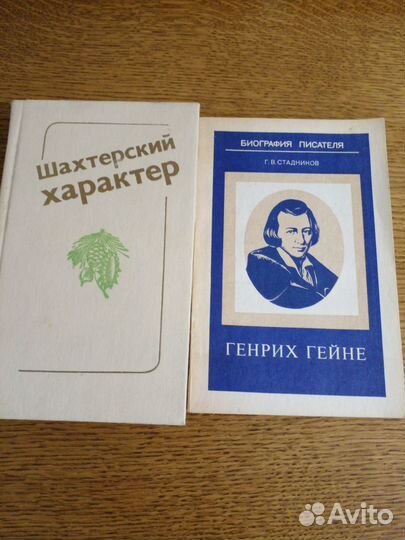 Шахтерский
характер
БИОГРАФИЯ ПИСАТЕЛЯ
Г. В. СТАДНИКОВ
ГЕНРИХ ГЕЙНЕ
Avito